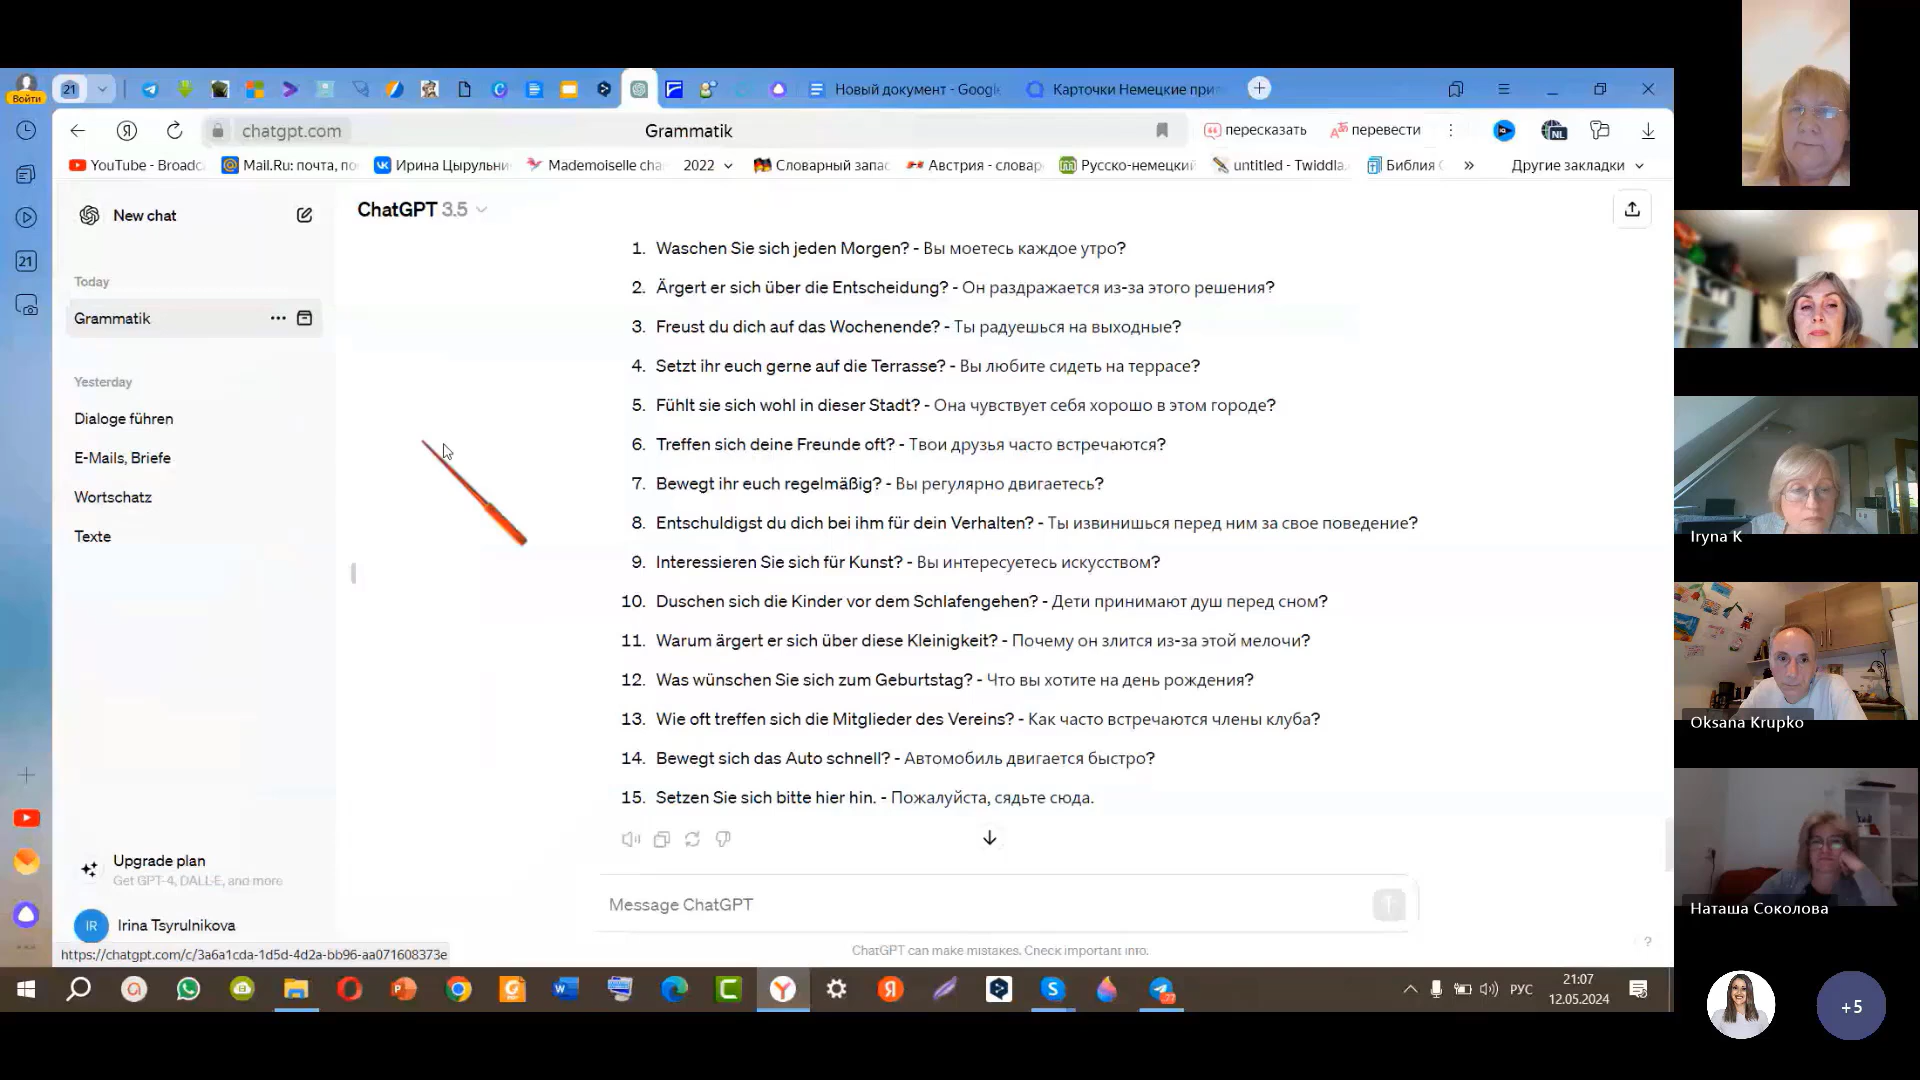 21
Новый документ - Google
Карточки Немецкие при
Войти
chatgpt.com
Grammatik
пересказать
перевести
NL
YouTube - Broadc
Mail.Ru: почта, по
Ирина Цырульни
Mademoiselle cha
2022
Словарный запас
Австрия - словар
Русско-немецкий
untitled - Twiddla
Библия
»
Другие закладки
21
New chat
Today
Grammatik
Yesterday
Dialoge führen
E-Mails, Briefe
Wortschatz
Texte
Upgrade plan
Get GPT-4, DALL·E, and more
IR
Irina Tsyrulnikova
https://chatgpt.com/c/3a6a1cda-1d5d-4d2a-bb96-aa071608373e
ChatGPT 3.5
1. Waschen Sie sich jeden Morgen? - Вы моетесь каждое утро?
2. Ärgert er sich über die Entscheidung? - Он раздражается из-за этого решения?
3. Freust du dich auf das Wochenende? - Ты радуешься на выходные?
4. Setzt ihr euch gerne auf die Terrasse? - Вы любите сидеть на террасе?
5. Fühlt sie sich wohl in dieser Stadt? - Она чувствует себя хорошо в этом городе?
6. Treffen sich deine Freunde oft? - Твои друзья часто встречаются?
7. Bewegt ihr euch regelmäßig? - Вы регулярно двигаетесь?
8. Entschuldigst du dich bei ihm für dein Verhalten? - Ты извинишься перед ним за свое поведение?
9. Interessieren Sie sich für Kunst? - Вы интересуетесь искусством?
10. Duschen sich die Kinder vor dem Schlafengehen? - Дети принимают душ перед сном?
11. Warum ärgert er sich über diese Kleinigkeit? - Почему он злится из-за этой мелочи?
12. Was wünschen Sie sich zum Geburtstag? - Что вы хотите на день рождения?
13. Wie oft treffen sich die Mitglieder des Vereins? - Как часто встречаются члены клуба?
14. Bewegt sich das Auto schnell? - Автомобиль двигается быстро?
15. Setzen Sie sich bitte hier hin. - Пожалуйста, сядьте сюда.
Message ChatGPT
ChatGPT can make mistakes. Check important info.
?
РУС
21:07
12.05.2024
Iryna K
Oksana Krupko
Наташа Соколова
+5